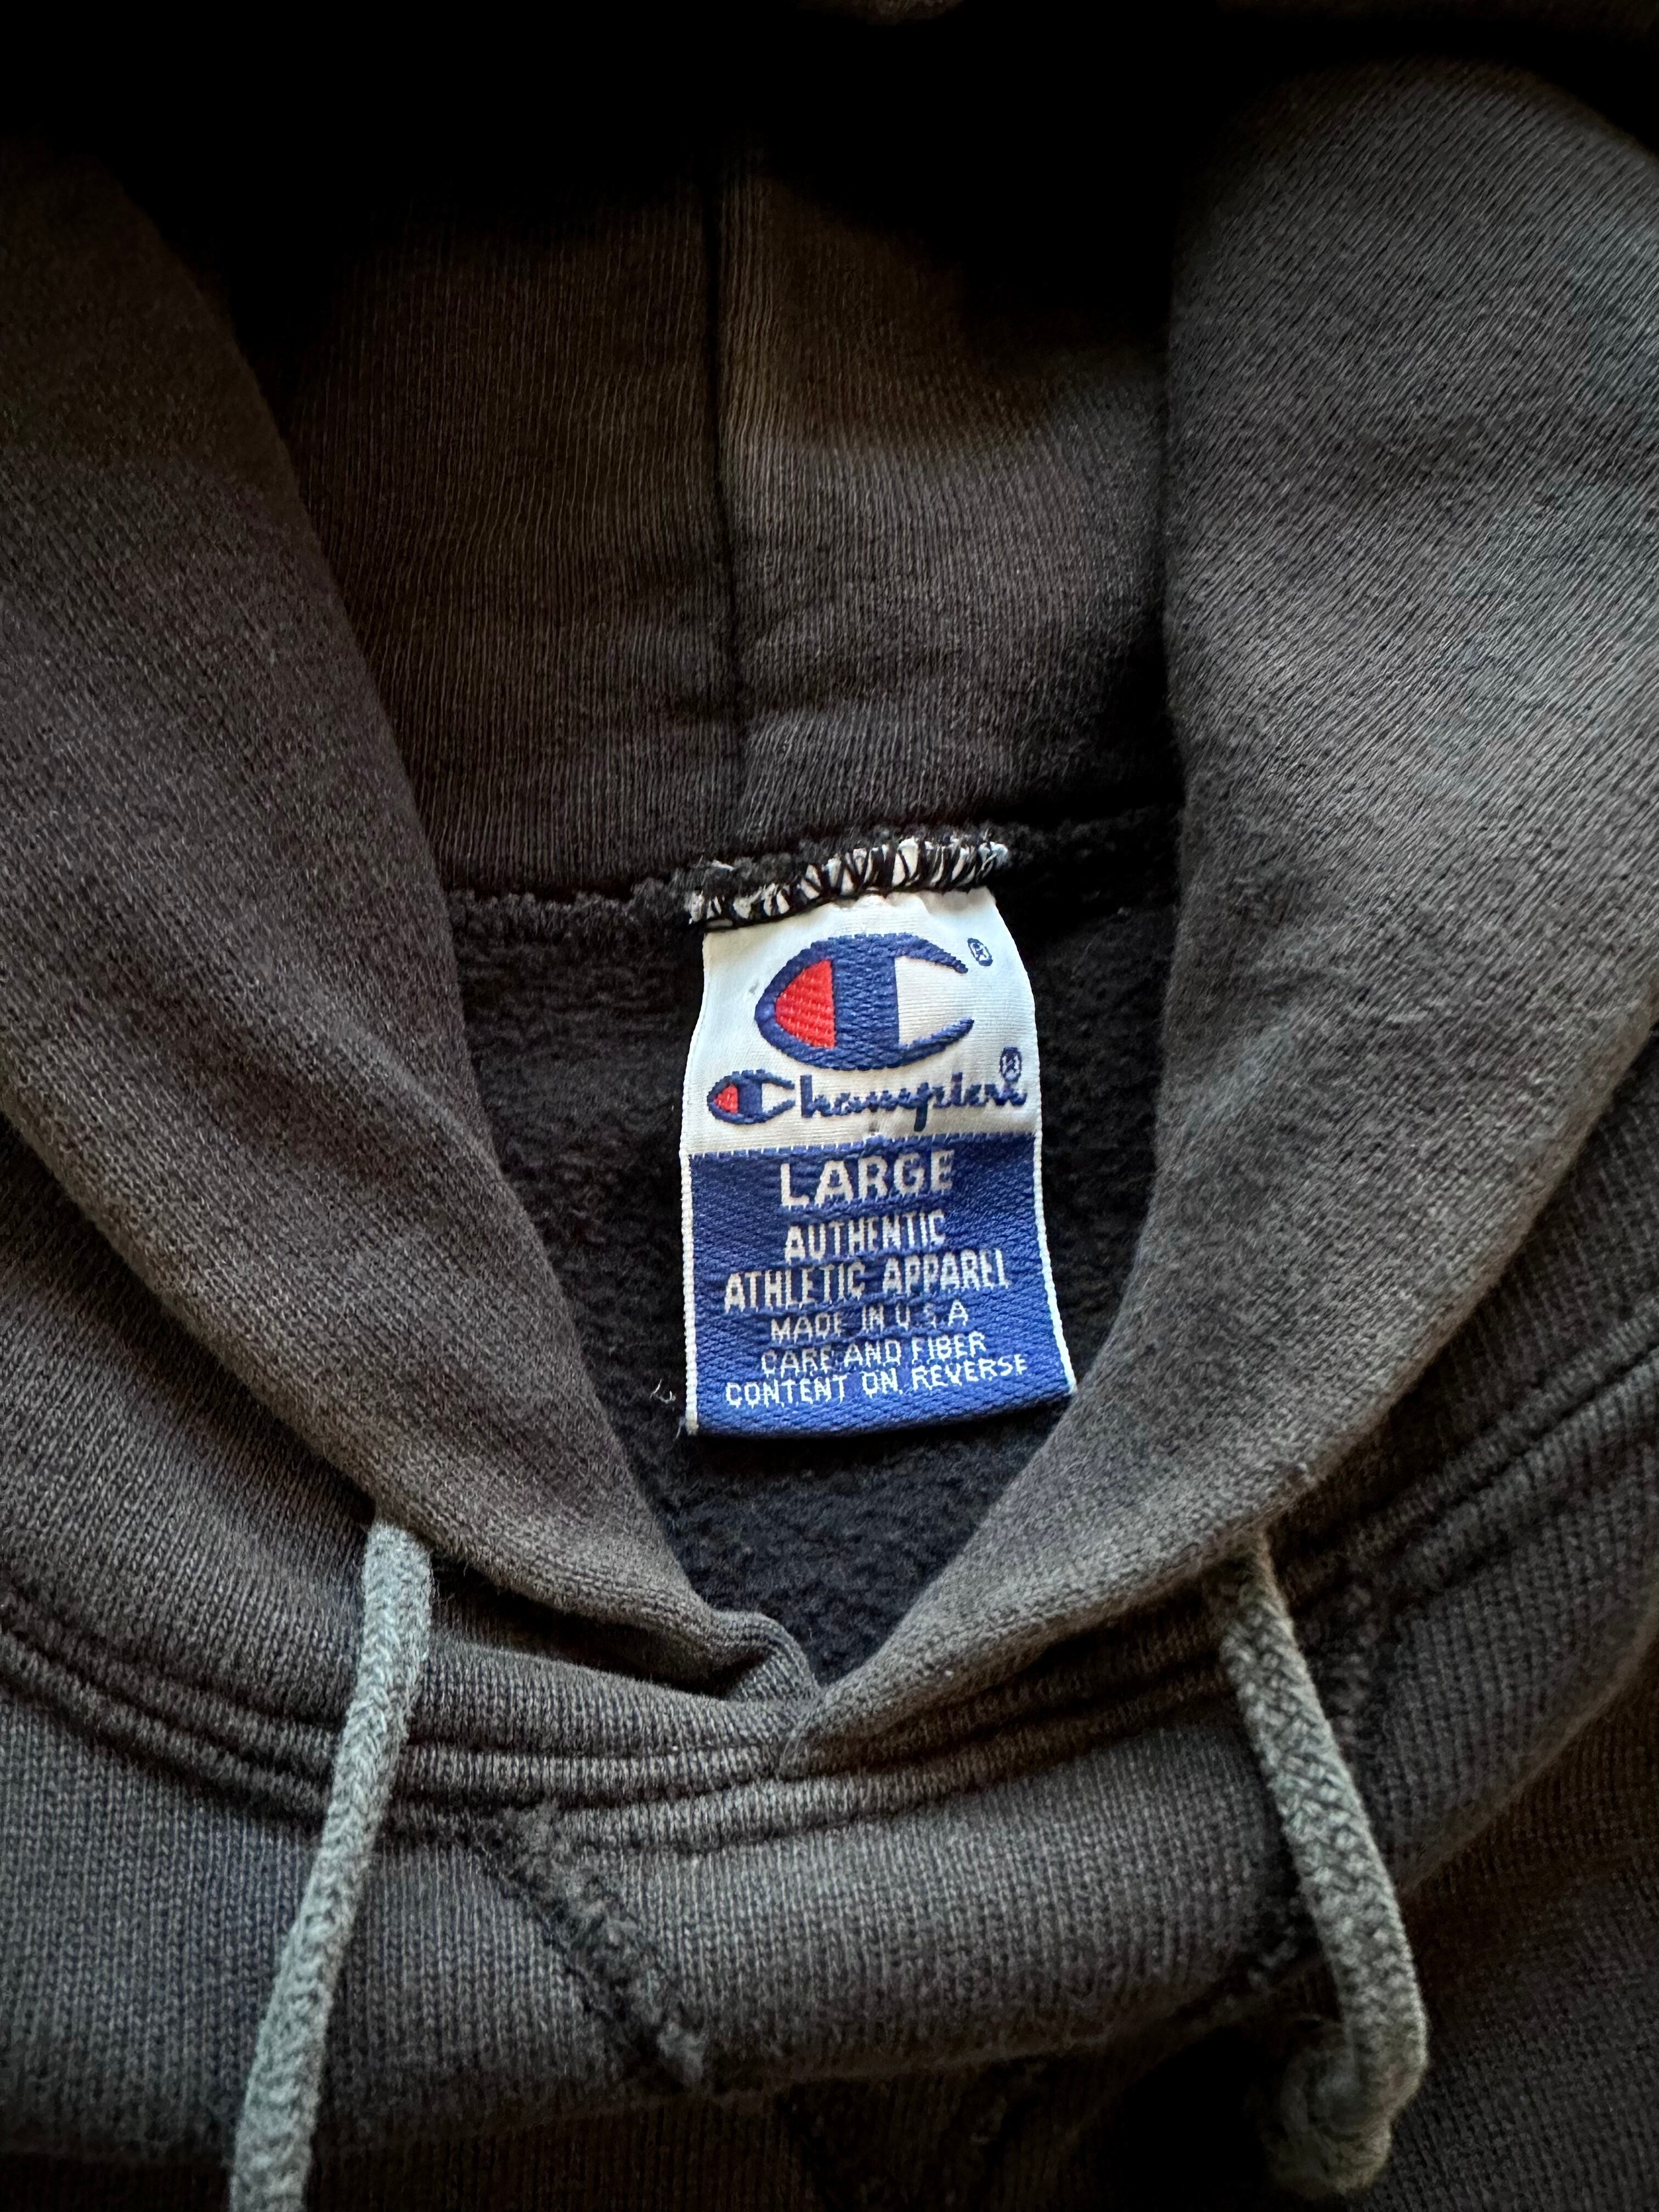 ®
Champion®
LARGE
AUTHENTIC
ATHLETIC APPAREL
MADE IN U.S.A
CARE AND FIBER
CONTENT ON REVERSE